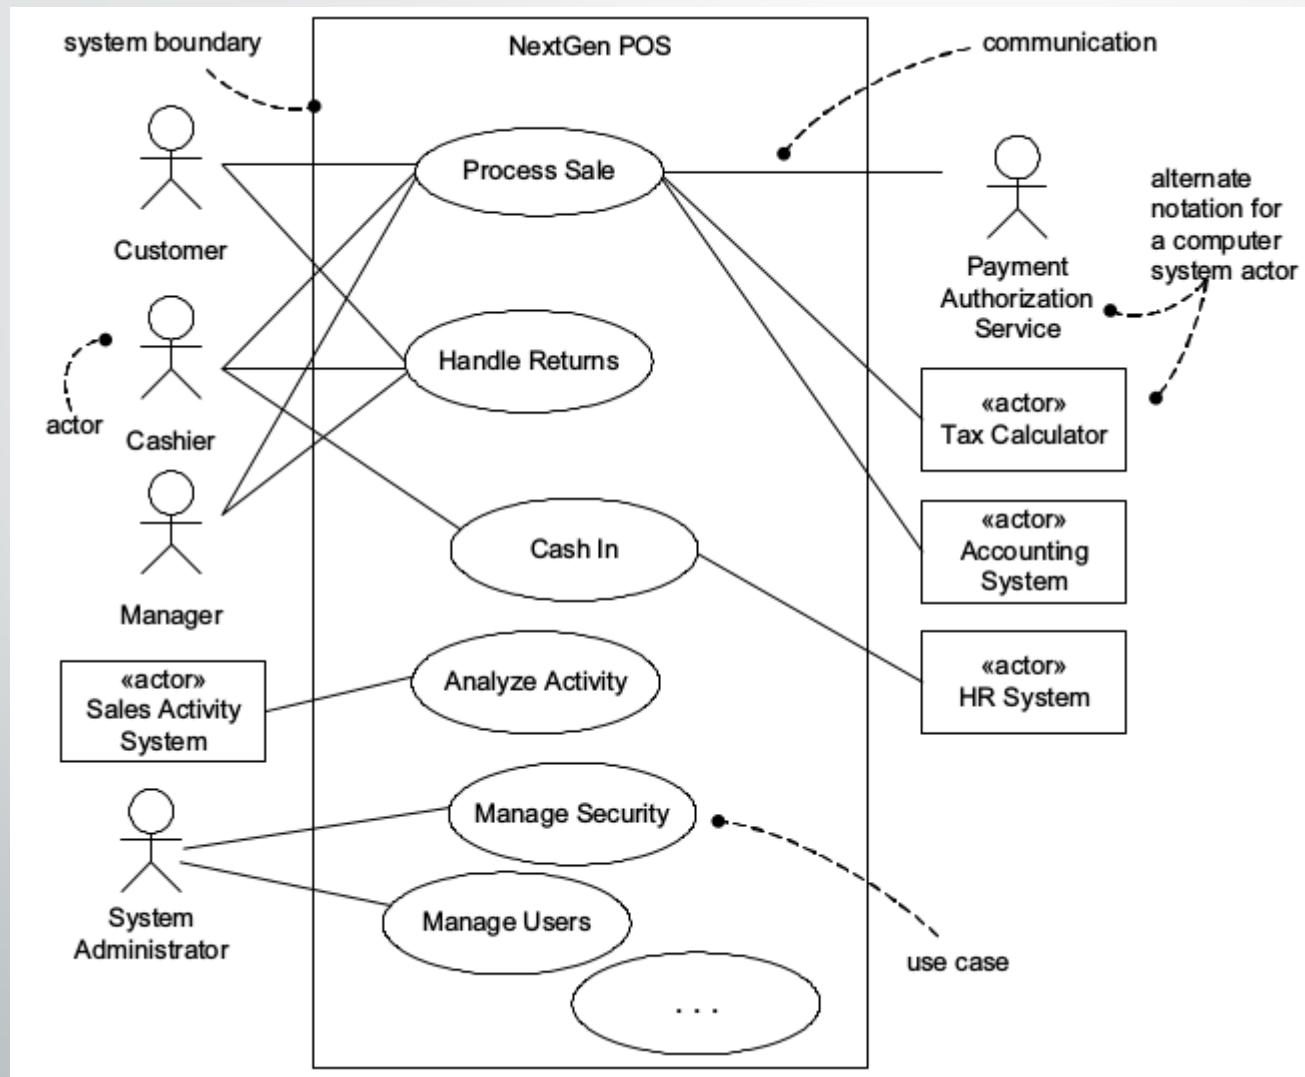 system boundary
NextGen POS
communication
Customer
Process Sale
Payment
Authorization
Service
alternate
notation for
a computer
system actor
actor
Cashier
Handle Returns
«actor»
Tax Calculator
Manager
Cash In
«actor»
Accounting
System
«actor»
Sales Activity
System
Analyze Activity
«actor»
HR System
System
Administrator
Manage Security
Manage Users
use case
. . .